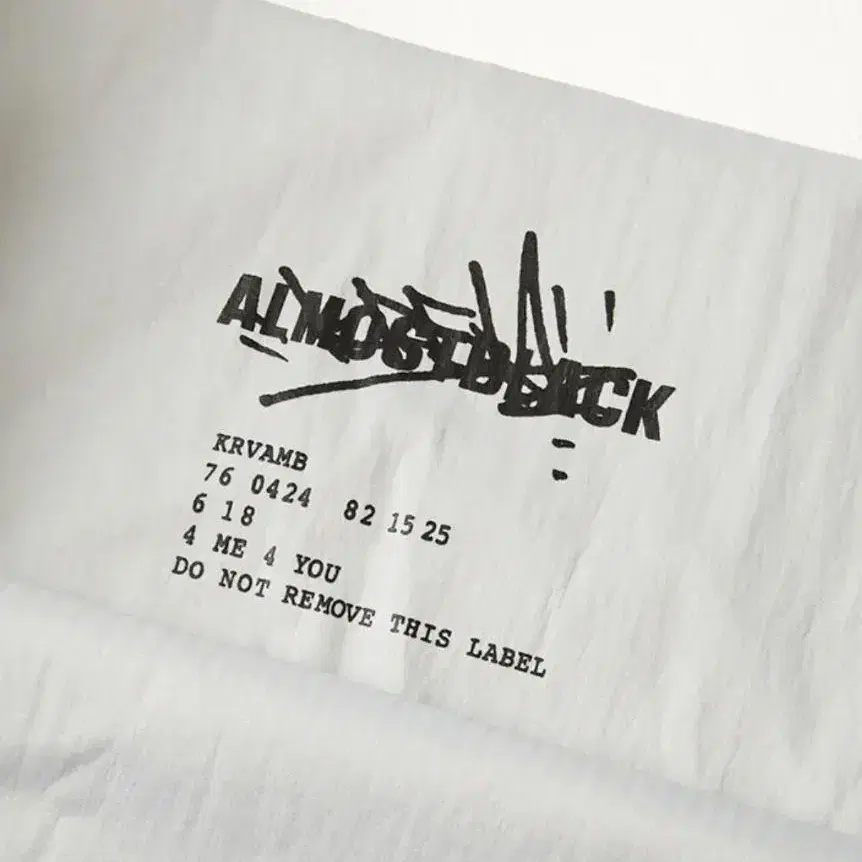 ALMOSTBLACK
KRVAMB
76 0424 82 15 25
6 18
4 ME 4 YOU
DO NOT REMOVE THIS LABEL